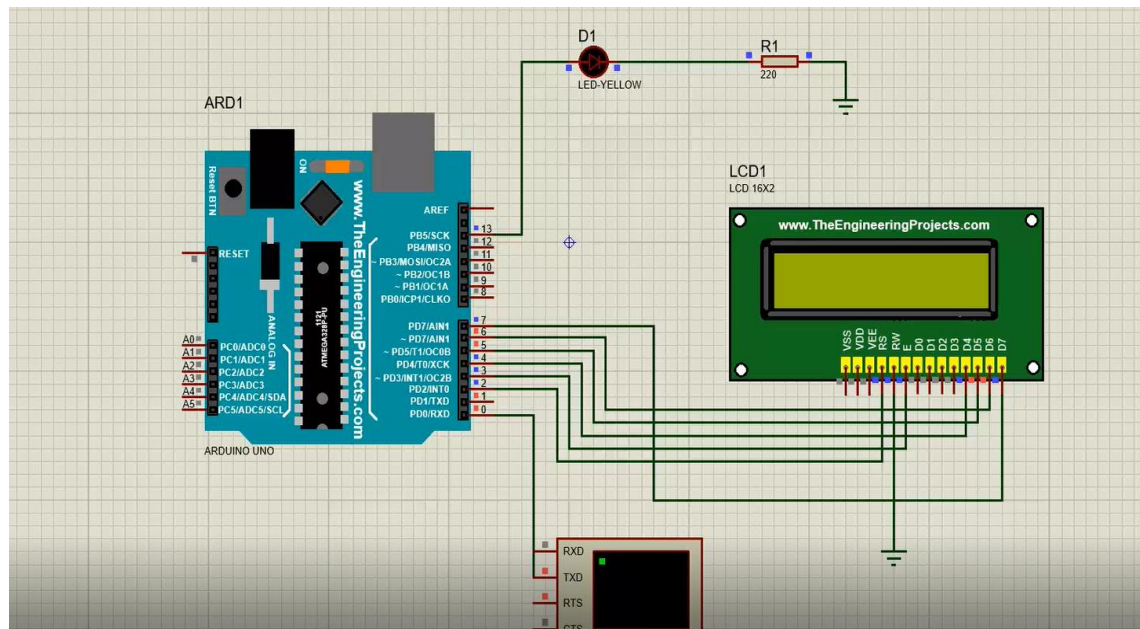 D1
LED-YELLOW
R1
220
ARD1
Reset BTN
ON
www.TheEngineeringProjects.com
AREF
PB5/SCK 13
PB4/MISO 12
~ PB3/MOSI/OC2A 11
~ PB2/OC1B 10
~ PB1/OC1A 9
PB0/ICP1/CLKO 8
RESET
ANALOG IN
1121
ATMEGA328P-PU
PD7/AIN1 7
~ PD7/AIN1 6
~ PD5/T1/OC0B 5
PD4/T0/XCK 4
~ PD3/INT1/OC2B 3
PD2/INT0 2
PD1/TXD 1
PD0/RXD 0
A0 PC0/ADC0
A1 PC1/ADC1
A2 PC2/ADC2
A3 PC3/ADC3
A4 PC4/ADC4/SDA
A5 PC5/ADC5/SCL
ARDUINO UNO
LCD1
LCD 16X2
www.TheEngineeringProjects.com
VSS
VDD
VEE
RS
RW
E
D0
D1
D2
D3
D4
D5
D6
D7
RXD
TXD
RTS
CTS